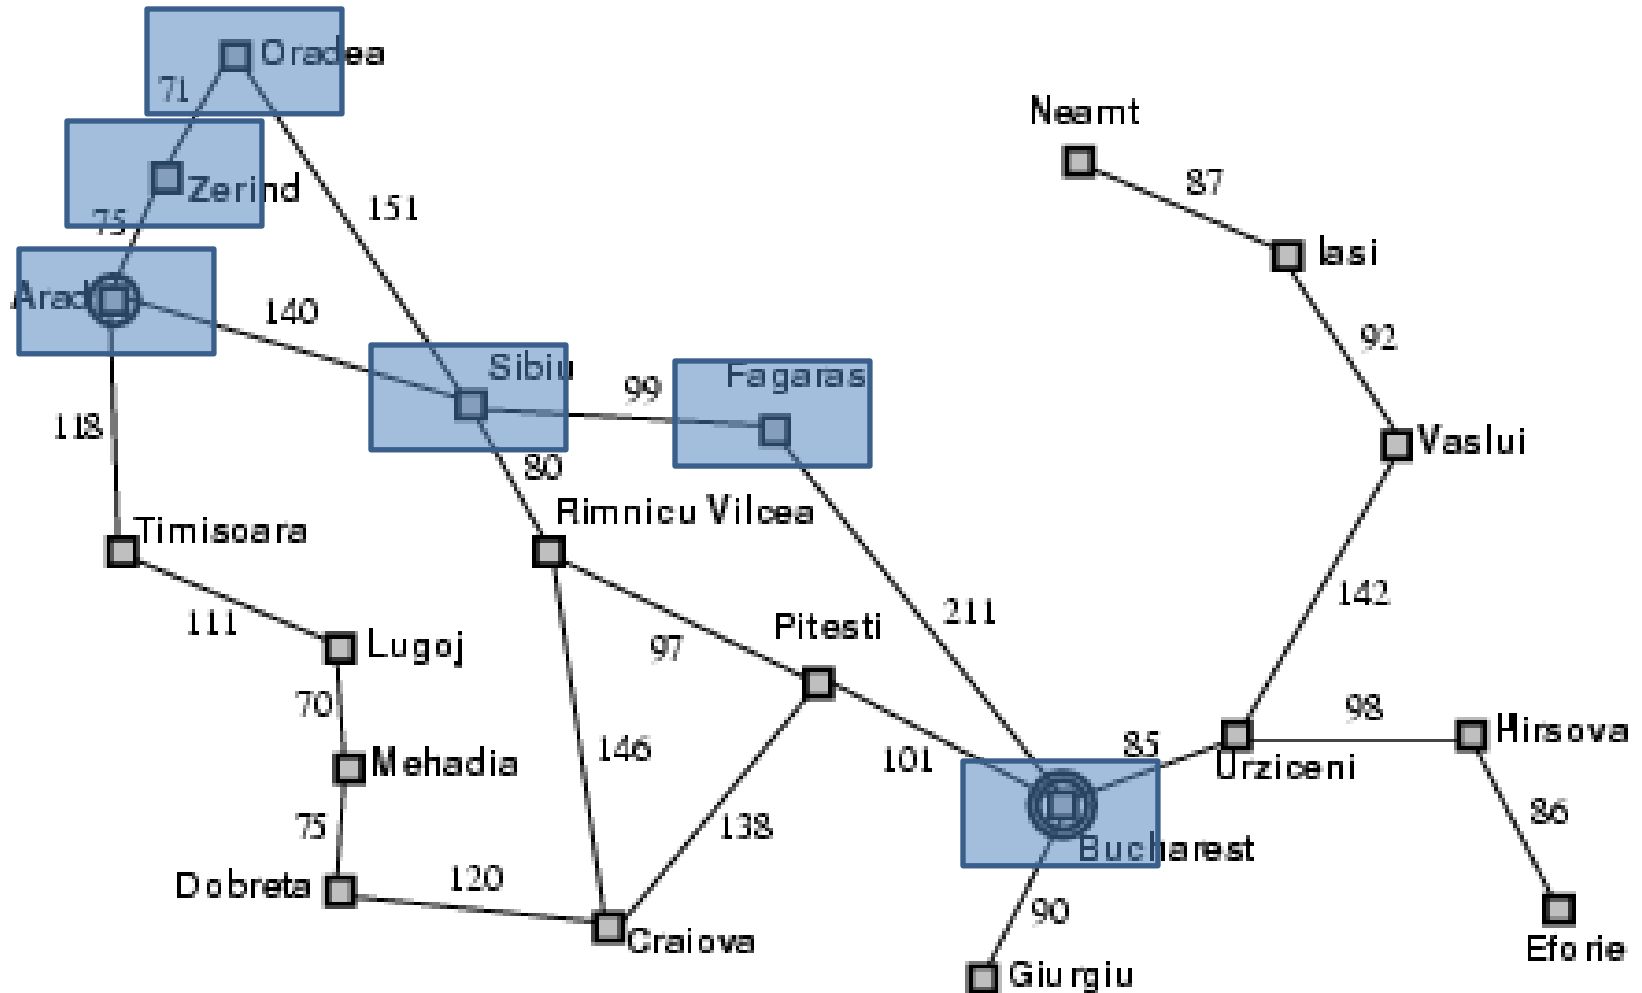 Oradea
71
Neamt
87
Zerind
151
75
Iasi
Arad
140
92
Sibiu
99
Fagaras
118
Vaslui
80
Rimnicu Vilcea
Timisoara
142
111
211
Pitesti
Lugoj
97
70
98
Hirsova
146
85
101
Mehadia
Urziceni
86
75
138
Bucharest
Dobreta
120
90
Craiova
Eforie
Giurgiu